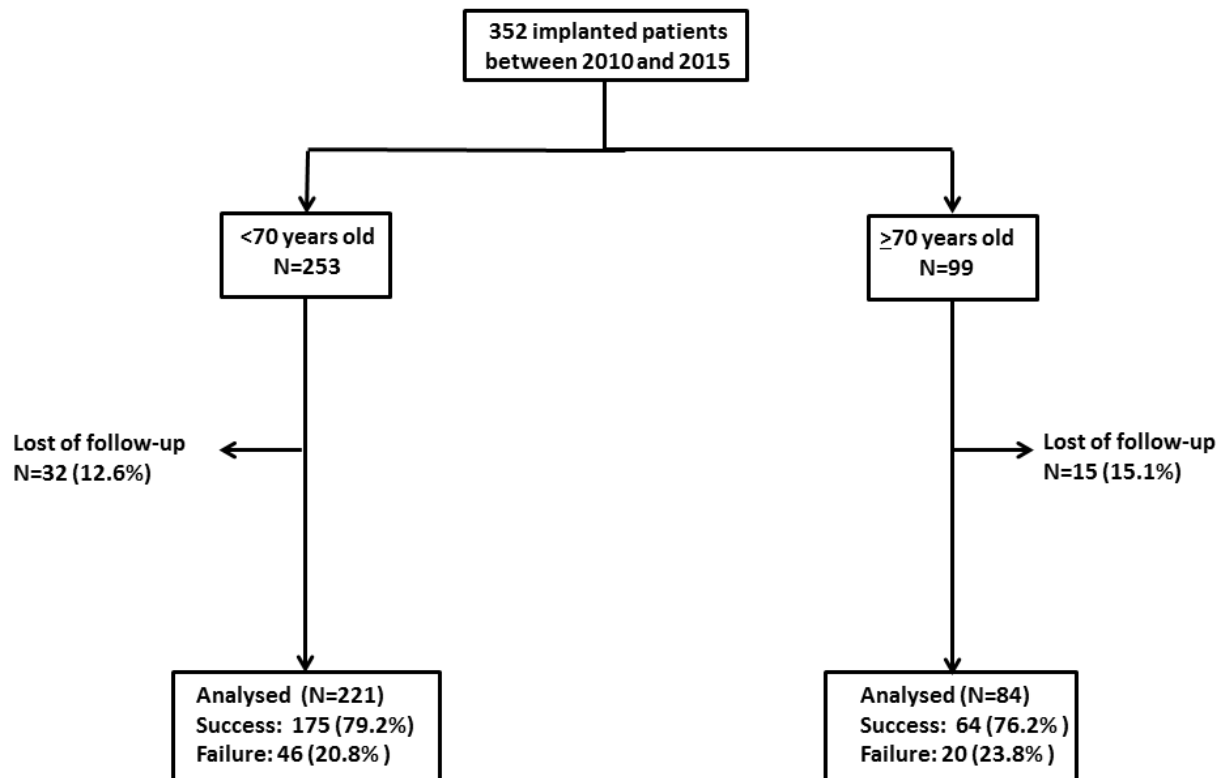 352 implanted patients
between 2010 and 2015
<70 years old
N=253
≥70 years old
N=99
Lost of follow-up
N=32 (12.6%)
Lost of follow-up
N=15 (15.1%)
Analysed (N=221)
Success: 175 (79.2%)
Failure: 46 (20.8%)
Analysed (N=84)
Success: 64 (76.2% )
Failure: 20 (23.8% )